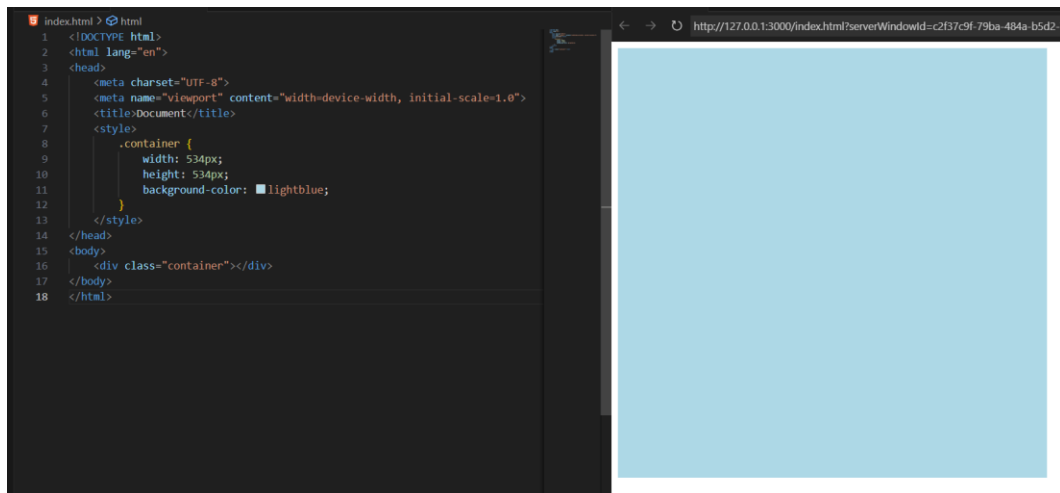 index.html > html
1 <!DOCTYPE html>
2 <html lang="en">
3 <head>
4 <meta charset="UTF-8">
5 <meta name="viewport" content="width=device-width, initial-scale=1.0">
6 <title>Document</title>
7 <style>
8 .container {
9 width: 534px;
10 height: 534px;
11 background-color: lightblue;
12 }
13 </style>
14 </head>
15 <body>
16 <div class="container"></div>
17 </body>
18 </html>
http://127.0.0.1:3000/index.html?serverWindowId=c2f37c9f-79ba-484a-b5d2-